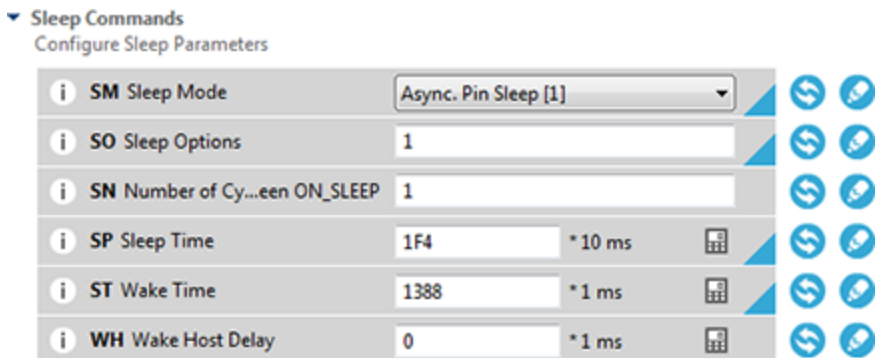 Sleep Commands
Configure Sleep Parameters
i SM Sleep Mode Async. Pin Sleep [1]
i SO Sleep Options 1
i SN Number of Cy...een ON_SLEEP 1
i SP Sleep Time 1F4 * 10 ms
i ST Wake Time 1388 * 1 ms
i WH Wake Host Delay 0 * 1 ms